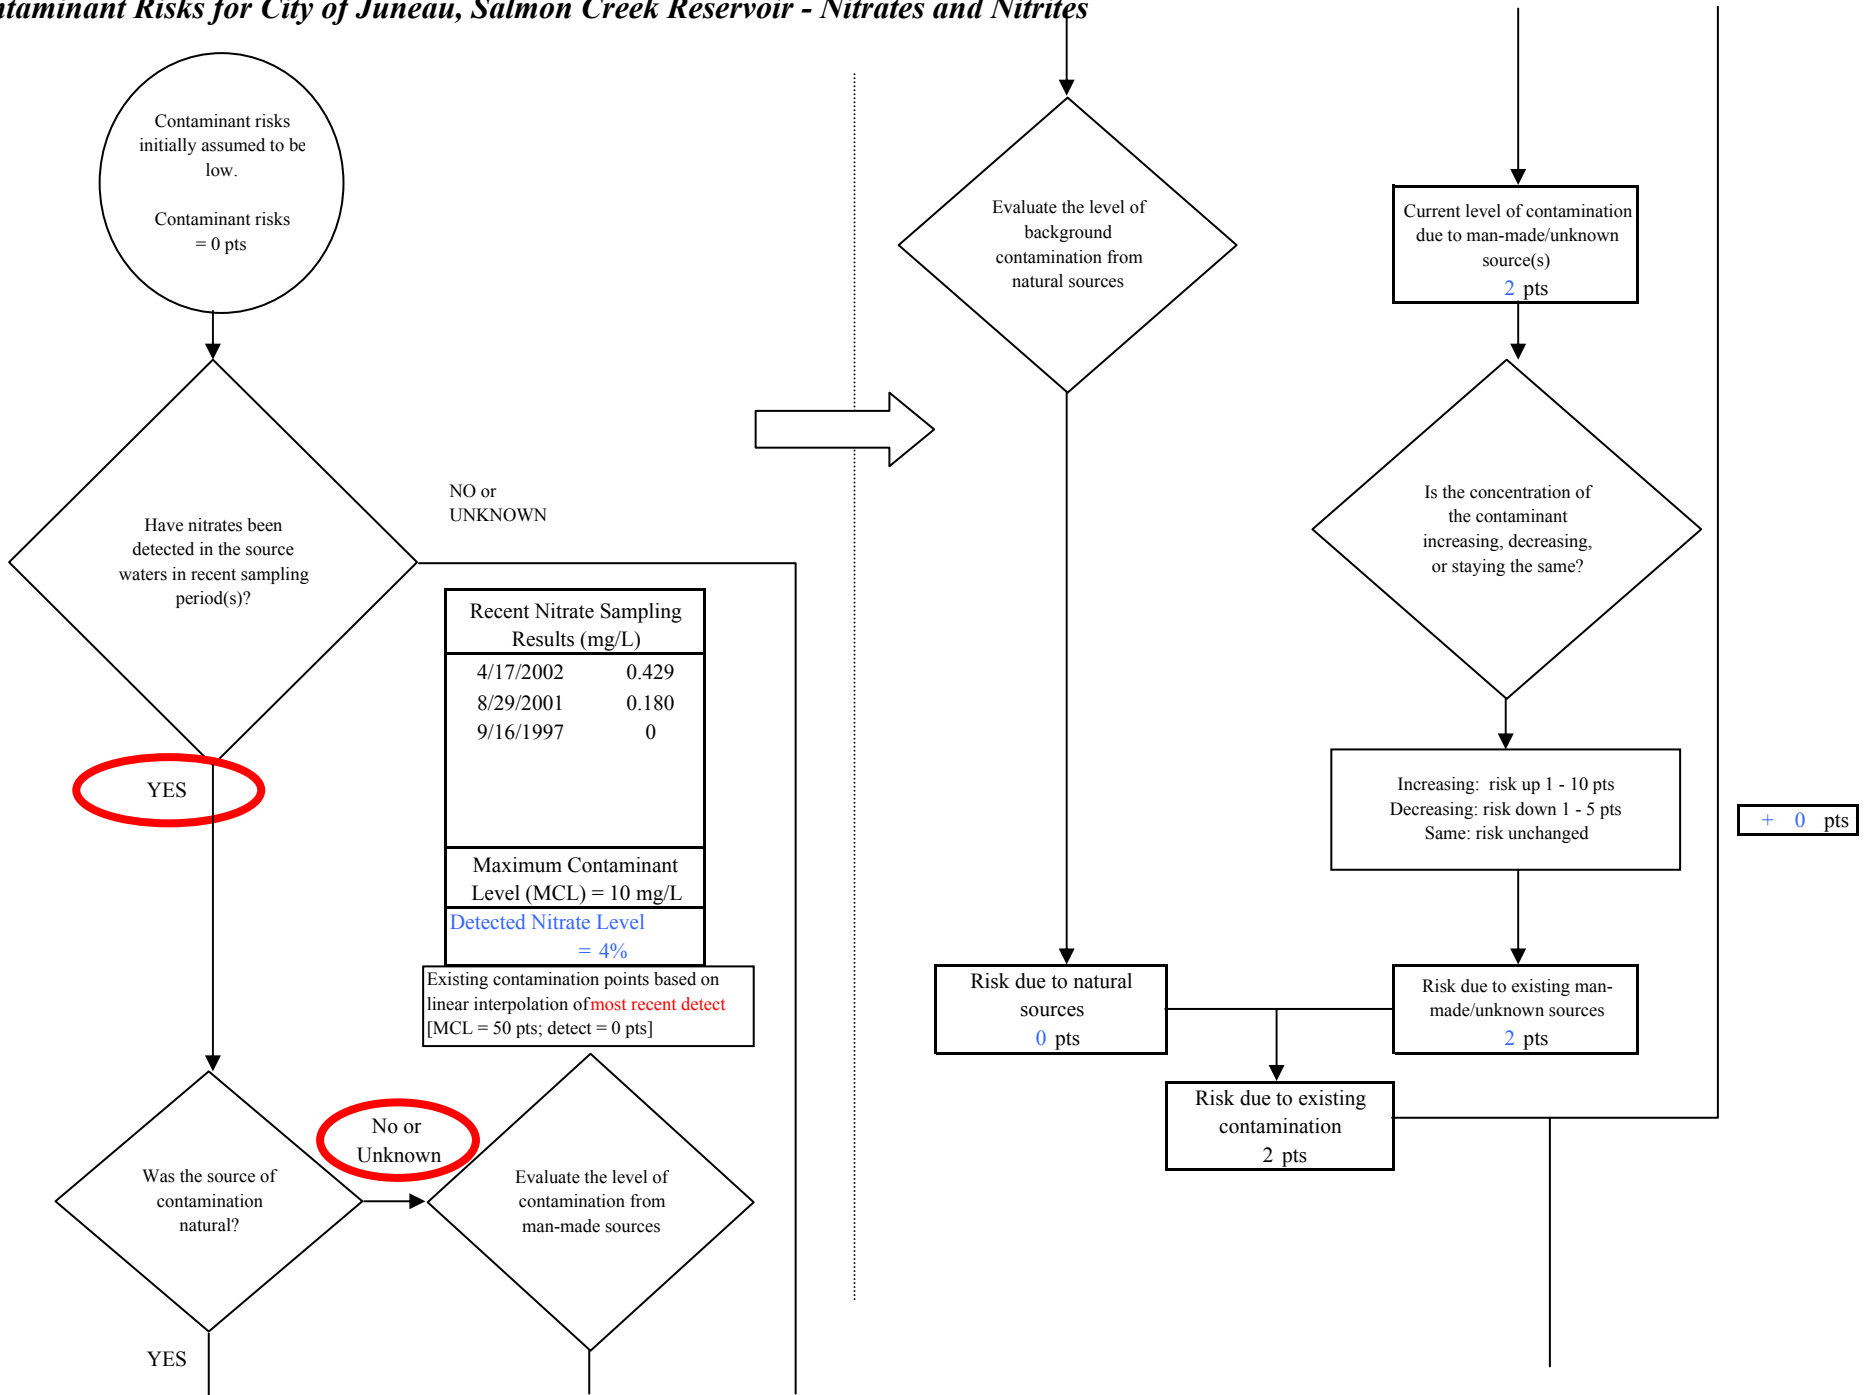 ntaminant Risks for City of Juneau, Salmon Creek Reservoir - Nitrates and Nitrites
Contaminant risks
initially assumed to be
low.
Contaminant risks
= 0 pts
Have nitrates been
detected in the source
waters in recent sampling
period(s)?
NO or
UNKNOWN
YES
Recent Nitrate Sampling
Results (mg/L)
4/17/2002 0.429
8/29/2001 0.180
9/16/1997 0
Maximum Contaminant
Level (MCL) = 10 mg/L
Detected Nitrate Level
= 4%
Existing contamination points based on
linear interpolation of most recent detect
[MCL = 50 pts; detect = 0 pts]
Was the source of
contamination
natural?
No or
Unknown
Evaluate the level of
contamination from
man-made sources
YES
Evaluate the level of
background
contamination from
natural sources
Current level of contamination
due to man-made/unknown
source(s)
2 pts
Is the concentration of
the contaminant
increasing, decreasing,
or staying the same?
Increasing: risk up 1 - 10 pts
Decreasing: risk down 1 - 5 pts
Same: risk unchanged
+ 0 pts
Risk due to natural
sources
0 pts
Risk due to existing man-
made/unknown sources
2 pts
Risk due to existing
contamination
2 pts